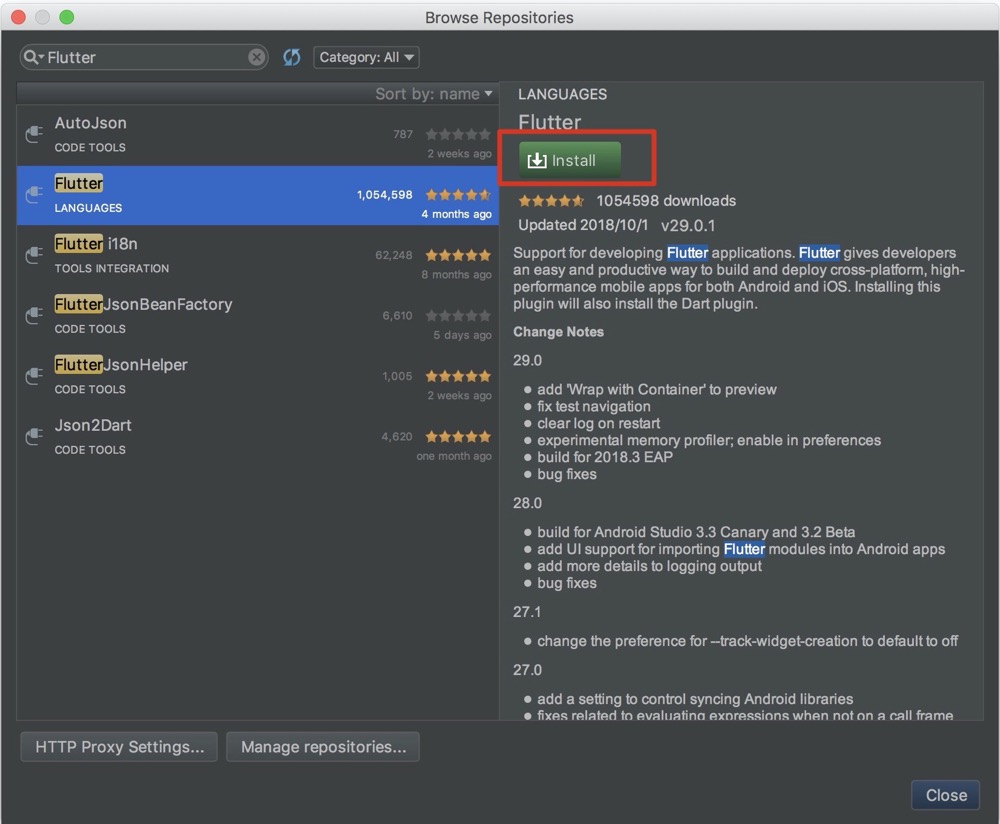 Browse Repositories
Flutter
Category: All
Sort by: name
AutoJson
787
CODE TOOLS
2 weeks ago
Flutter
1,054,598
LANGUAGES
4 months ago
Flutter i18n
62,248
TOOLS INTEGRATION
8 months ago
FlutterJsonBeanFactory
6,610
CODE TOOLS
5 days ago
FlutterJsonHelper
1,005
CODE TOOLS
2 weeks ago
Json2Dart
4,620
CODE TOOLS
one month ago
LANGUAGES
Flutter
Install
1054598 downloads
Updated 2018/10/1 v29.0.1
Support for developing Flutter applications. Flutter gives developers
an easy and productive way to build and deploy cross-platform, high-
performance mobile apps for both Android and iOS. Installing this
plugin will also install the Dart plugin.
Change Notes
29.0
• add 'Wrap with Container' to preview
• fix test navigation
• clear log on restart
• experimental memory profiler; enable in preferences
• build for 2018.3 EAP
• bug fixes
28.0
• build for Android Studio 3.3 Canary and 3.2 Beta
• add UI support for importing Flutter modules into Android apps
• add more details to logging output
• bug fixes
27.1
• change the preference for --track-widget-creation to default to off
27.0
• add a setting to control syncing Android libraries
• fixes related to evaluating expressions when not on a call frame
HTTP Proxy Settings...
Manage repositories...
Close